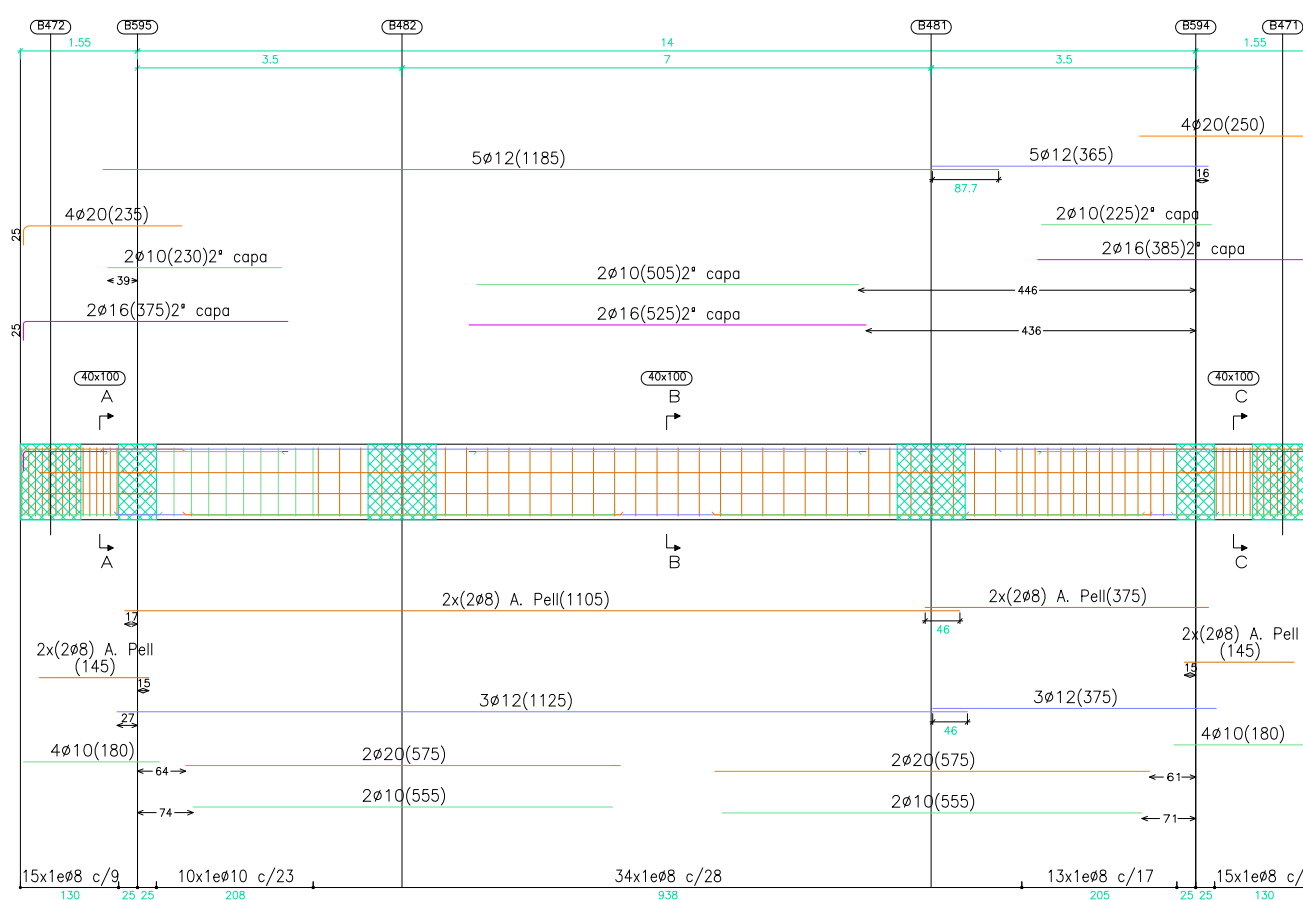 B472 B595 B482 B481 B594 B471
1.55 14 1.55
3.5 7 3.5
4ø20(250)
5ø12(1185) 5ø12(365)
16
87.7
4ø20(235) 2ø10(225)2ª capa
25
2ø10(230)2ª capa 2ø16(385)2ª capa
39 2ø10(505)2ª capa
446
2ø16(375)2ª capa 2ø16(525)2ª capa
25 436
40x100 40x100 40x100
A B C
A B C
2x(2ø8) A. Pell(1105) 2x(2ø8) A. Pell(375)
17 46
2x(2ø8) A. Pell 2x(2ø8) A. Pell
(145) (145)
15 15
3ø12(1125) 3ø12(375)
27 46
4ø10(180) 4ø10(180)
2ø20(575) 2ø20(575)
64 61
2ø10(555) 2ø10(555)
74 71
15x1eø8 c/9 10x1eø10 c/23 34x1eø8 c/28 13x1eø8 c/17 15x1eø8 c/
130 25 25 208 938 205 25 25 130